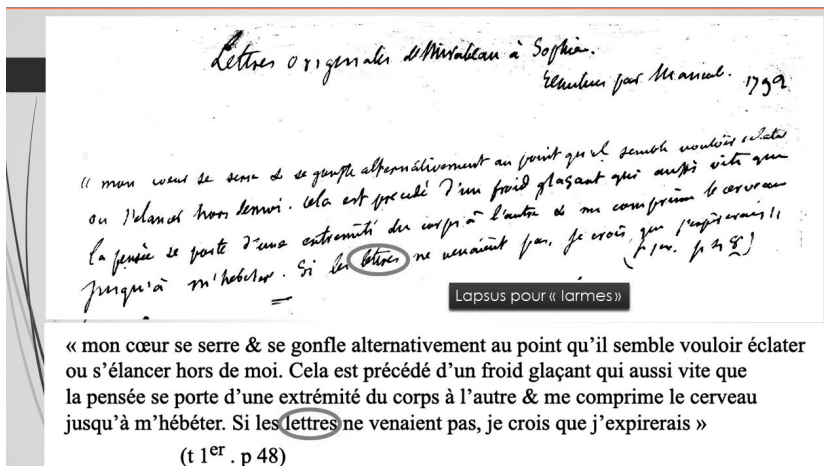 Lettres originales de Mirabeau à Sophie.
recueillies par Manuel. 1792
« mon coeur se serre & se gonfle alternativement au point qu'il semble vouloir éclater
ou s'élancer hors de moi. Cela est précédé d'un froid glaçant qui aussi vite que
la pensée se porte d'une extrémité du corps à l'autre & me comprime le cerveau
jusqu'à m'hébéter. Si les lettres ne venaient pas, je crois que j'expirerais »
Lapsus pour « larmes »
« mon cœur se serre & se gonfle alternativement au point qu'il semble vouloir éclater
ou s'élancer hors de moi. Cela est précédé d'un froid glaçant qui aussi vite que
la pensée se porte d'une extrémité du corps à l'autre & me comprime le cerveau
jusqu'à m'hébéter. Si les lettres ne venaient pas, je crois que j'expirerais »
(t 1er . p 48)